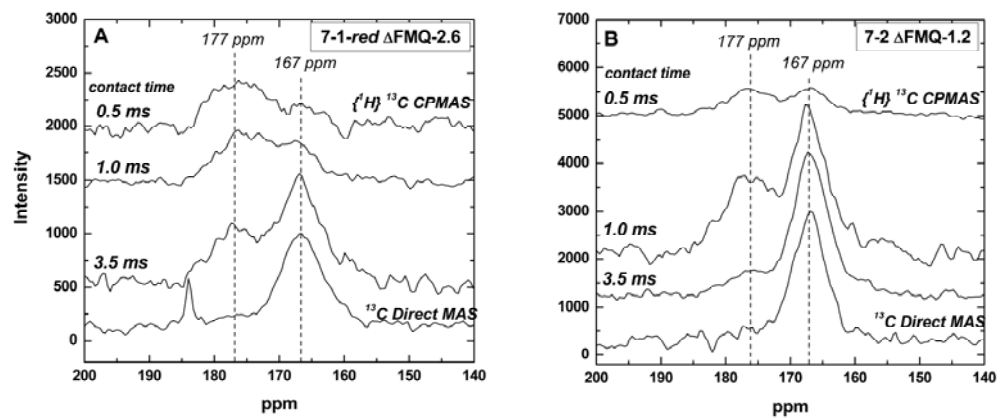 A
7-1-red ΔFMQ-2.6
177 ppm
167 ppm
contact time
0.5 ms
{¹H} ¹³C CPMAS
1.0 ms
3.5 ms
¹³C Direct MAS
Intensity
3000
2500
2000
1500
1000
500
0
200 190 180 170 160 150 140
ppm
B
7-2 ΔFMQ-1.2
177 ppm
167 ppm
contact time
0.5 ms
{¹H} ¹³C CPMAS
1.0 ms
3.5 ms
¹³C Direct MAS
7000
6000
5000
4000
3000
2000
1000
0
200 190 180 170 160 150 140
ppm